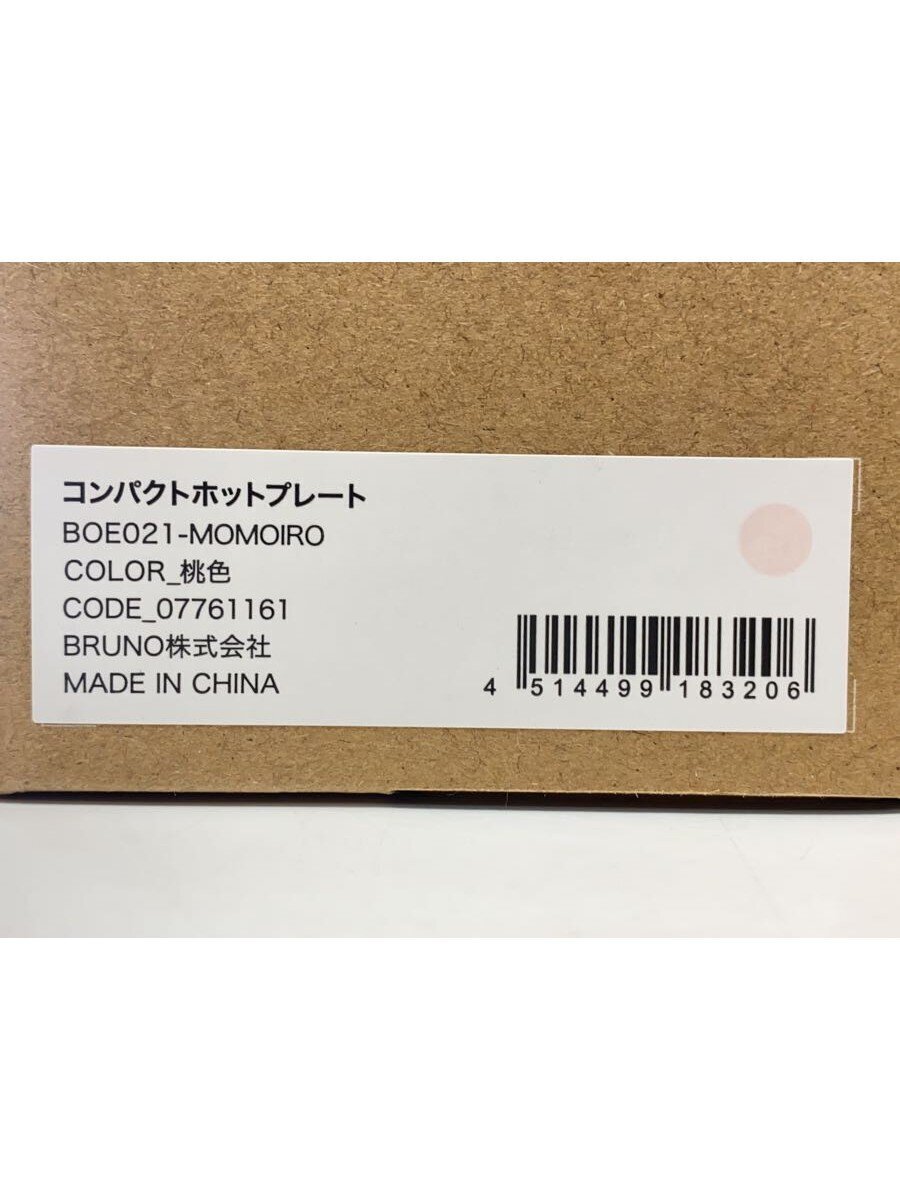 コンパクトホットプレート
BOE021-MOMOIRO
COLOR_桃色
CODE_07761161
BRUNO株式会社
MADE IN CHINA
4 514499 183206